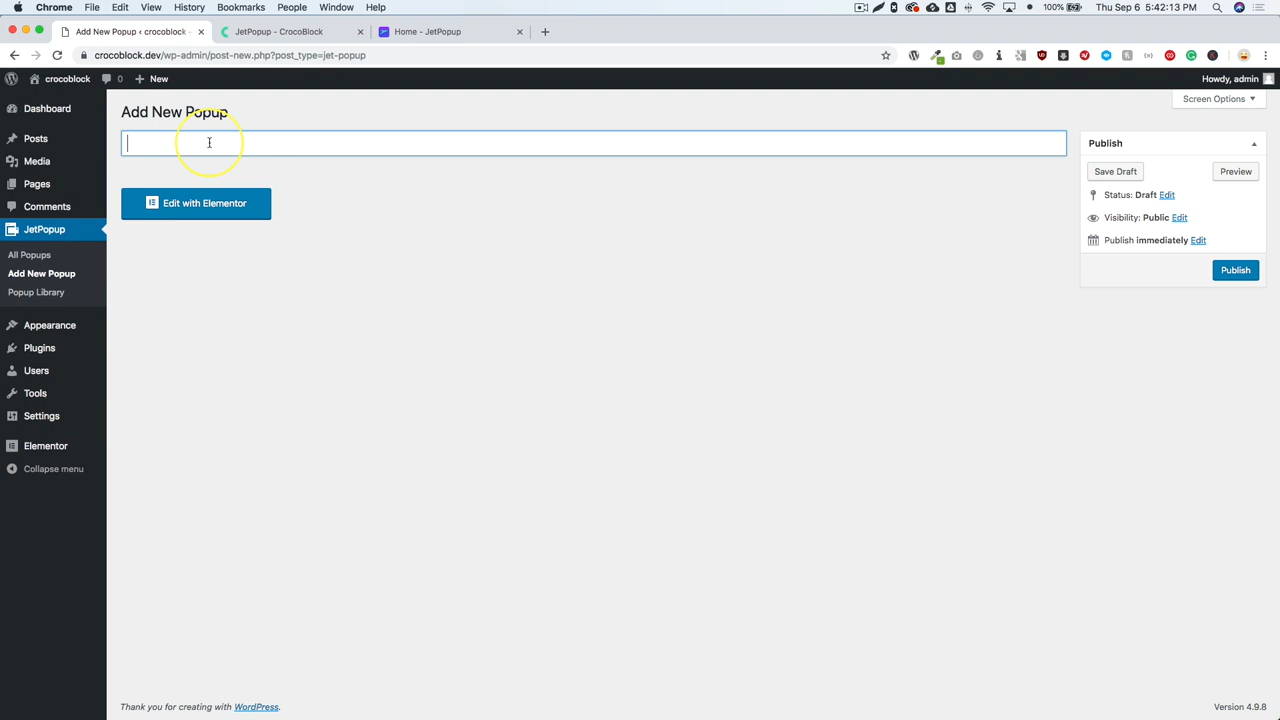 Chrome File Edit View History Bookmarks People Window Help 100% Thu Sep 6 5:42:13 PM
Add New Popup ‹ crocoblock - JetPopup - CrocoBlock Home - JetPopup
crocoblock.dev/wp-admin/post-new.php?post_type=jet-popup
crocoblock 0 New Howdy, admin
Screen Options
Add New Popup
Dashboard
Posts
Media
Pages
Comments
JetPopup
All Popups
Add New Popup
Popup Library
Appearance
Plugins
Users
Tools
Settings
Elementor
Collapse menu
Edit with Elementor
Publish
Save Draft Preview
Status: Draft Edit
Visibility: Public Edit
Publish immediately Edit
Publish
Thank you for creating with WordPress.
Version 4.9.8